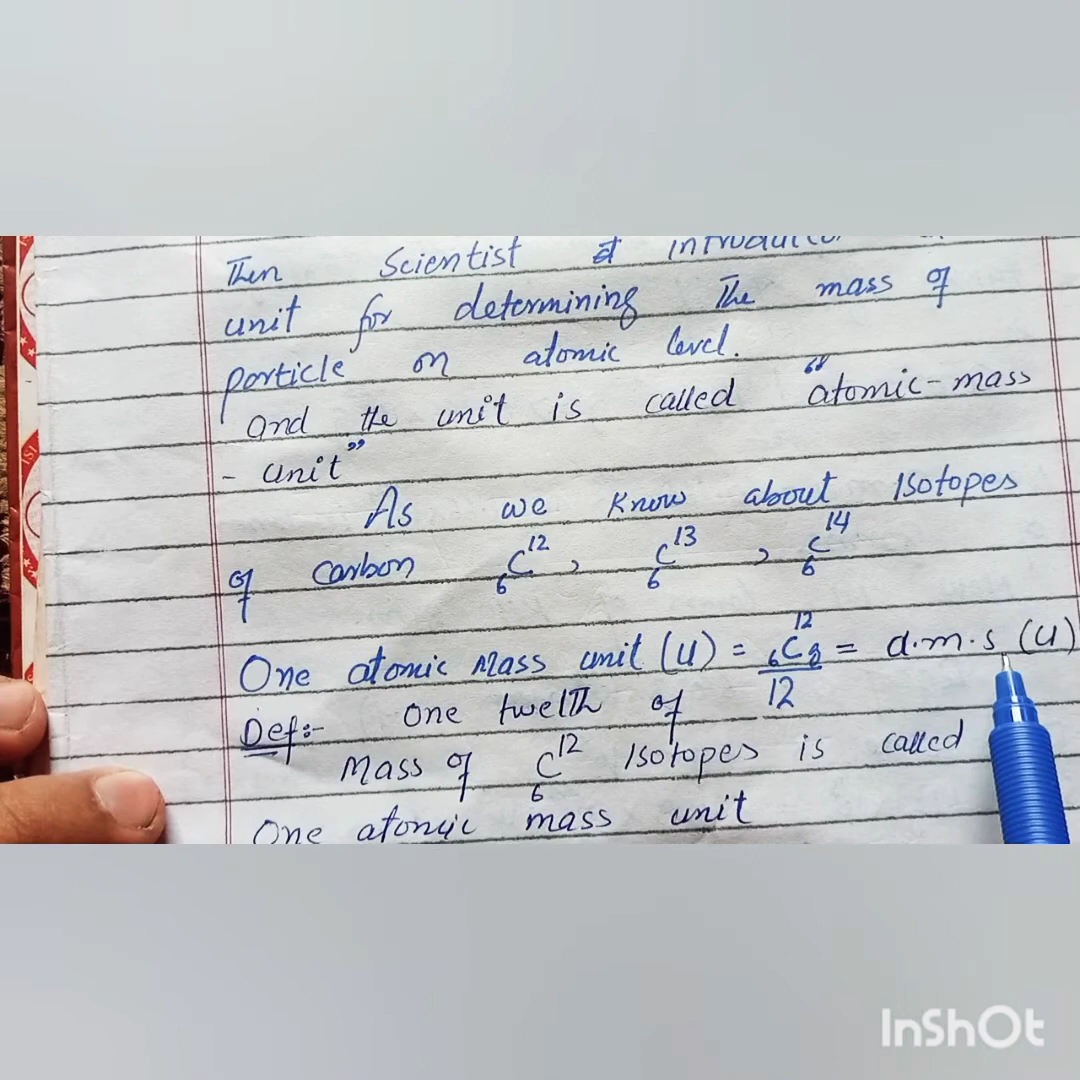 Then Scientist
unit for determining The mass of
particle on atomic level.
and the unit is called "atomic-mass
- unit"
As we know about Isotopes
of carbon ₆C¹², ₆C¹³, ₆C¹⁴
One atomic Mass unit (u) = ₆C¹²/12 = a.m.s (u)
Def:- One twelth of
Mass of ₆C¹² Isotopes is called
One atomic mass unit
InShOt